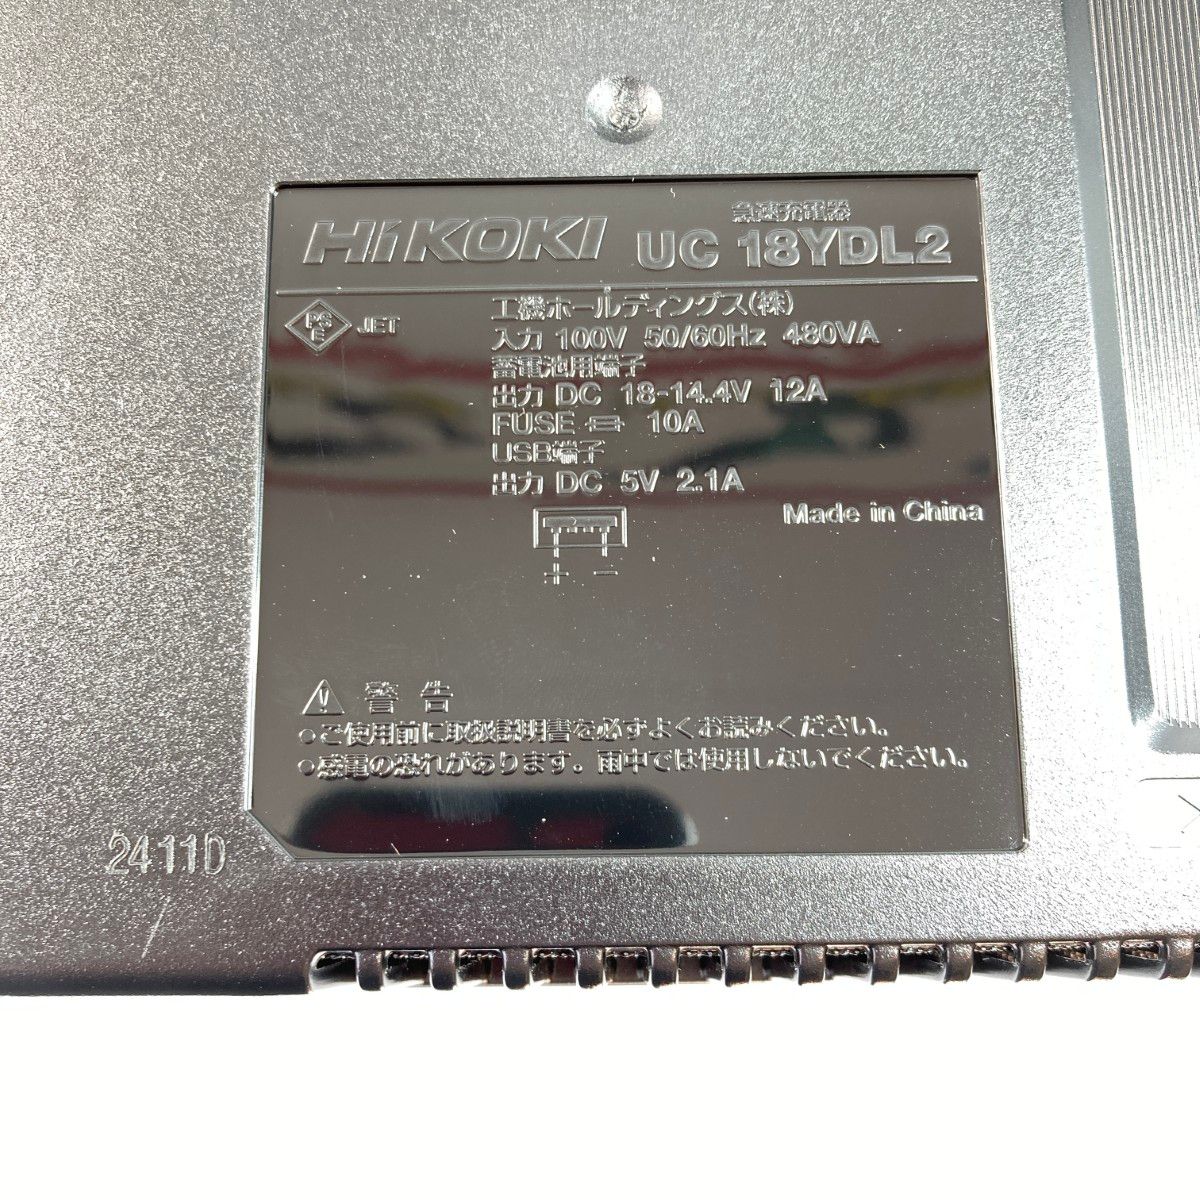 HiKOKI
急速充電器
UC 18YDL2
PS
E
JET
工機ホールディングス(株)
入力 100V 50/60Hz 480VA
蓄電池用端子
出力 DC 18-14.4V 12A
FUSE 10A
USB端子
出力 DC 5V 2.1A
Made in China
+ −
警告
●ご使用前に取扱説明書を必ずよくお読みください。
●感電の恐れがあります。雨中では使用しないでください。
2411D